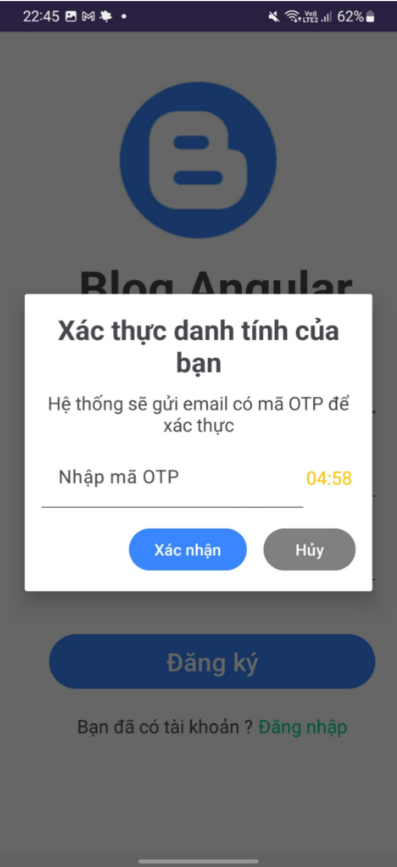 22:45
Vo)) LTE2 62%
Blog Angular
Xác thực danh tính của
bạn
Hệ thống sẽ gửi email có mã OTP để
xác thực
Nhập mã OTP 04:58
Xác nhận Hủy
Đăng ký
Bạn đã có tài khoản ? Đăng nhập